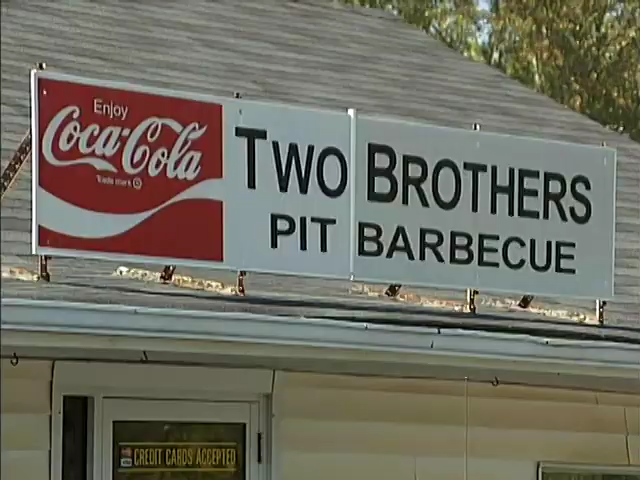 Enjoy
Coca-Cola
Trade mark ®
TWO BROTHERS
PIT BARBECUE
CREDIT CARDS ACCEPTED